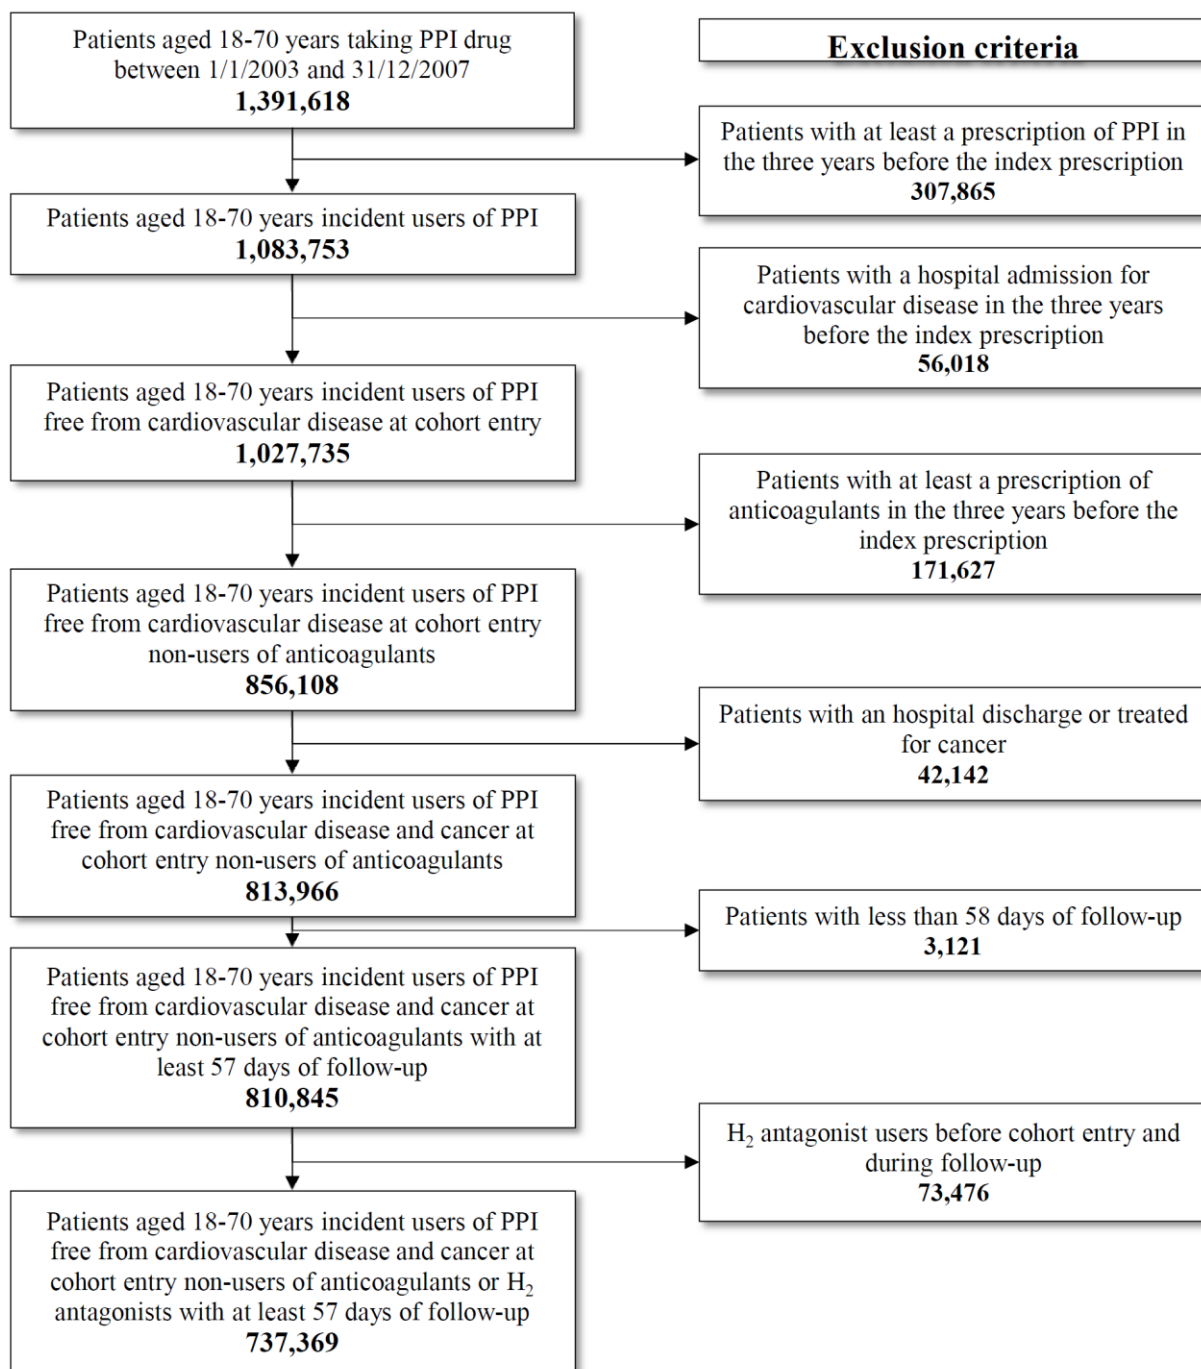 Patients aged 18-70 years taking PPI drug
between 1/1/2003 and 31/12/2007
1,391,618
Exclusion criteria
Patients with at least a prescription of PPI in
the three years before the index prescription
307,865
Patients aged 18-70 years incident users of PPI
1,083,753
Patients with a hospital admission for
cardiovascular disease in the three years
before the index prescription
56,018
Patients aged 18-70 years incident users of PPI
free from cardiovascular disease at cohort entry
1,027,735
Patients with at least a prescription of
anticoagulants in the three years before the
index prescription
171,627
Patients aged 18-70 years incident users of PPI
free from cardiovascular disease at cohort entry
non-users of anticoagulants
856,108
Patients with an hospital discharge or treated
for cancer
42,142
Patients aged 18-70 years incident users of PPI
free from cardiovascular disease and cancer at
cohort entry non-users of anticoagulants
813,966
Patients with less than 58 days of follow-up
3,121
Patients aged 18-70 years incident users of PPI
free from cardiovascular disease and cancer at
cohort entry non-users of anticoagulants with at
least 57 days of follow-up
810,845
H₂ antagonist users before cohort entry and
during follow-up
73,476
Patients aged 18-70 years incident users of PPI
free from cardiovascular disease and cancer at
cohort entry non-users of anticoagulants or H₂
antagonists with at least 57 days of follow-up
737,369